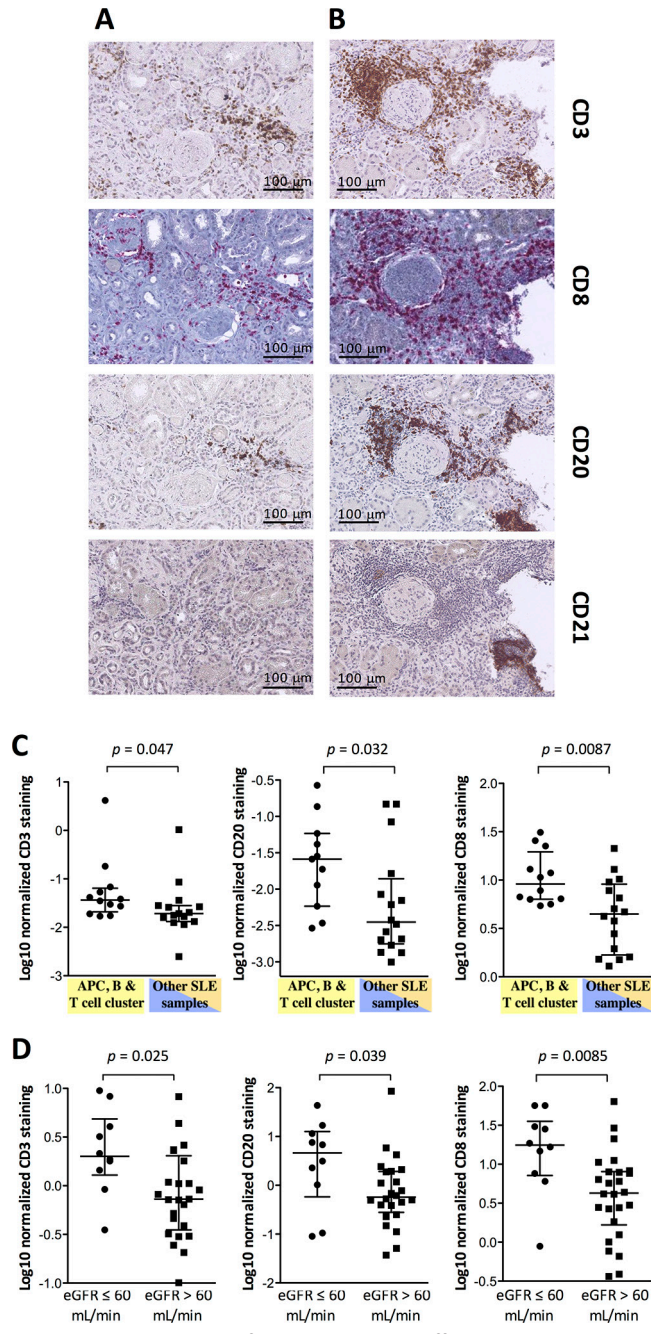 A
B
100 µm
100 µm
CD3
100 µm
100 µm
CD8
100 µm
100 µm
CD20
100 µm
100 µm
CD21
C
p = 0.047
Log10 normalized CD3 staining
1
0
-1
-2
-3
APC, B &
T cell cluster
Other SLE
samples
p = 0.032
Log10 normalized CD20 staining
-0.5
-1.0
-1.5
-2.0
-2.5
-3.0
APC, B &
T cell cluster
Other SLE
samples
p = 0.0087
Log10 normalized CD8 staining
2.0
1.5
1.0
0.5
0.0
APC, B &
T cell cluster
Other SLE
samples
D
p = 0.025
Log10 normalized CD3 staining
1.0
0.5
0.0
-0.5
-1.0
eGFR ≤ 60
mL/min
eGFR > 60
mL/min
p = 0.039
Log10 normalized CD20 staining
2
1
0
-1
-2
eGFR ≤ 60
mL/min
eGFR > 60
mL/min
p = 0.0085
Log10 normalized CD8 staining
2.0
1.5
1.0
0.5
0.0
-0.5
eGFR ≤ 60
mL/min
eGFR > 60
mL/min